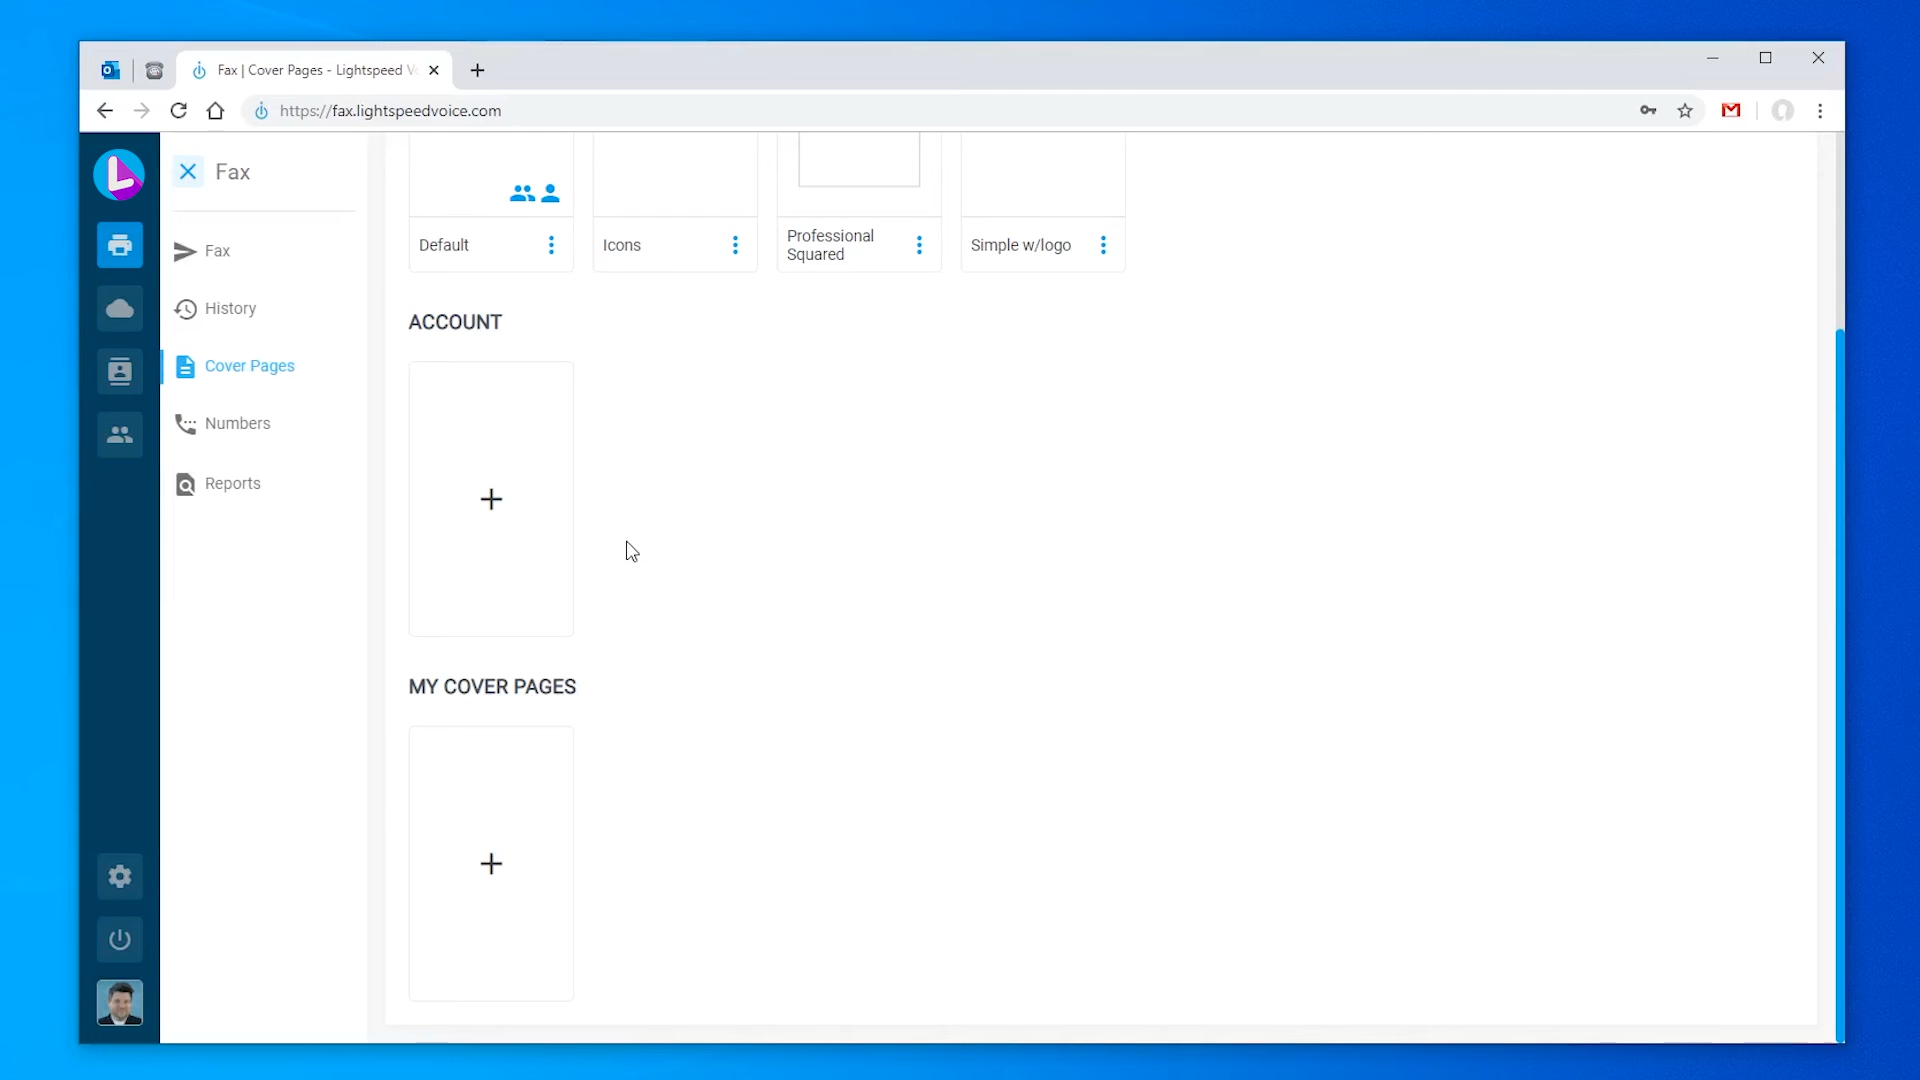 Fax | Cover Pages - Lightspeed V
https://fax.lightspeedvoice.com
Fax
Fax
History
Cover Pages
Numbers
Reports
Default
Icons
Professional
Squared
Simple w/logo
ACCOUNT
MY COVER PAGES